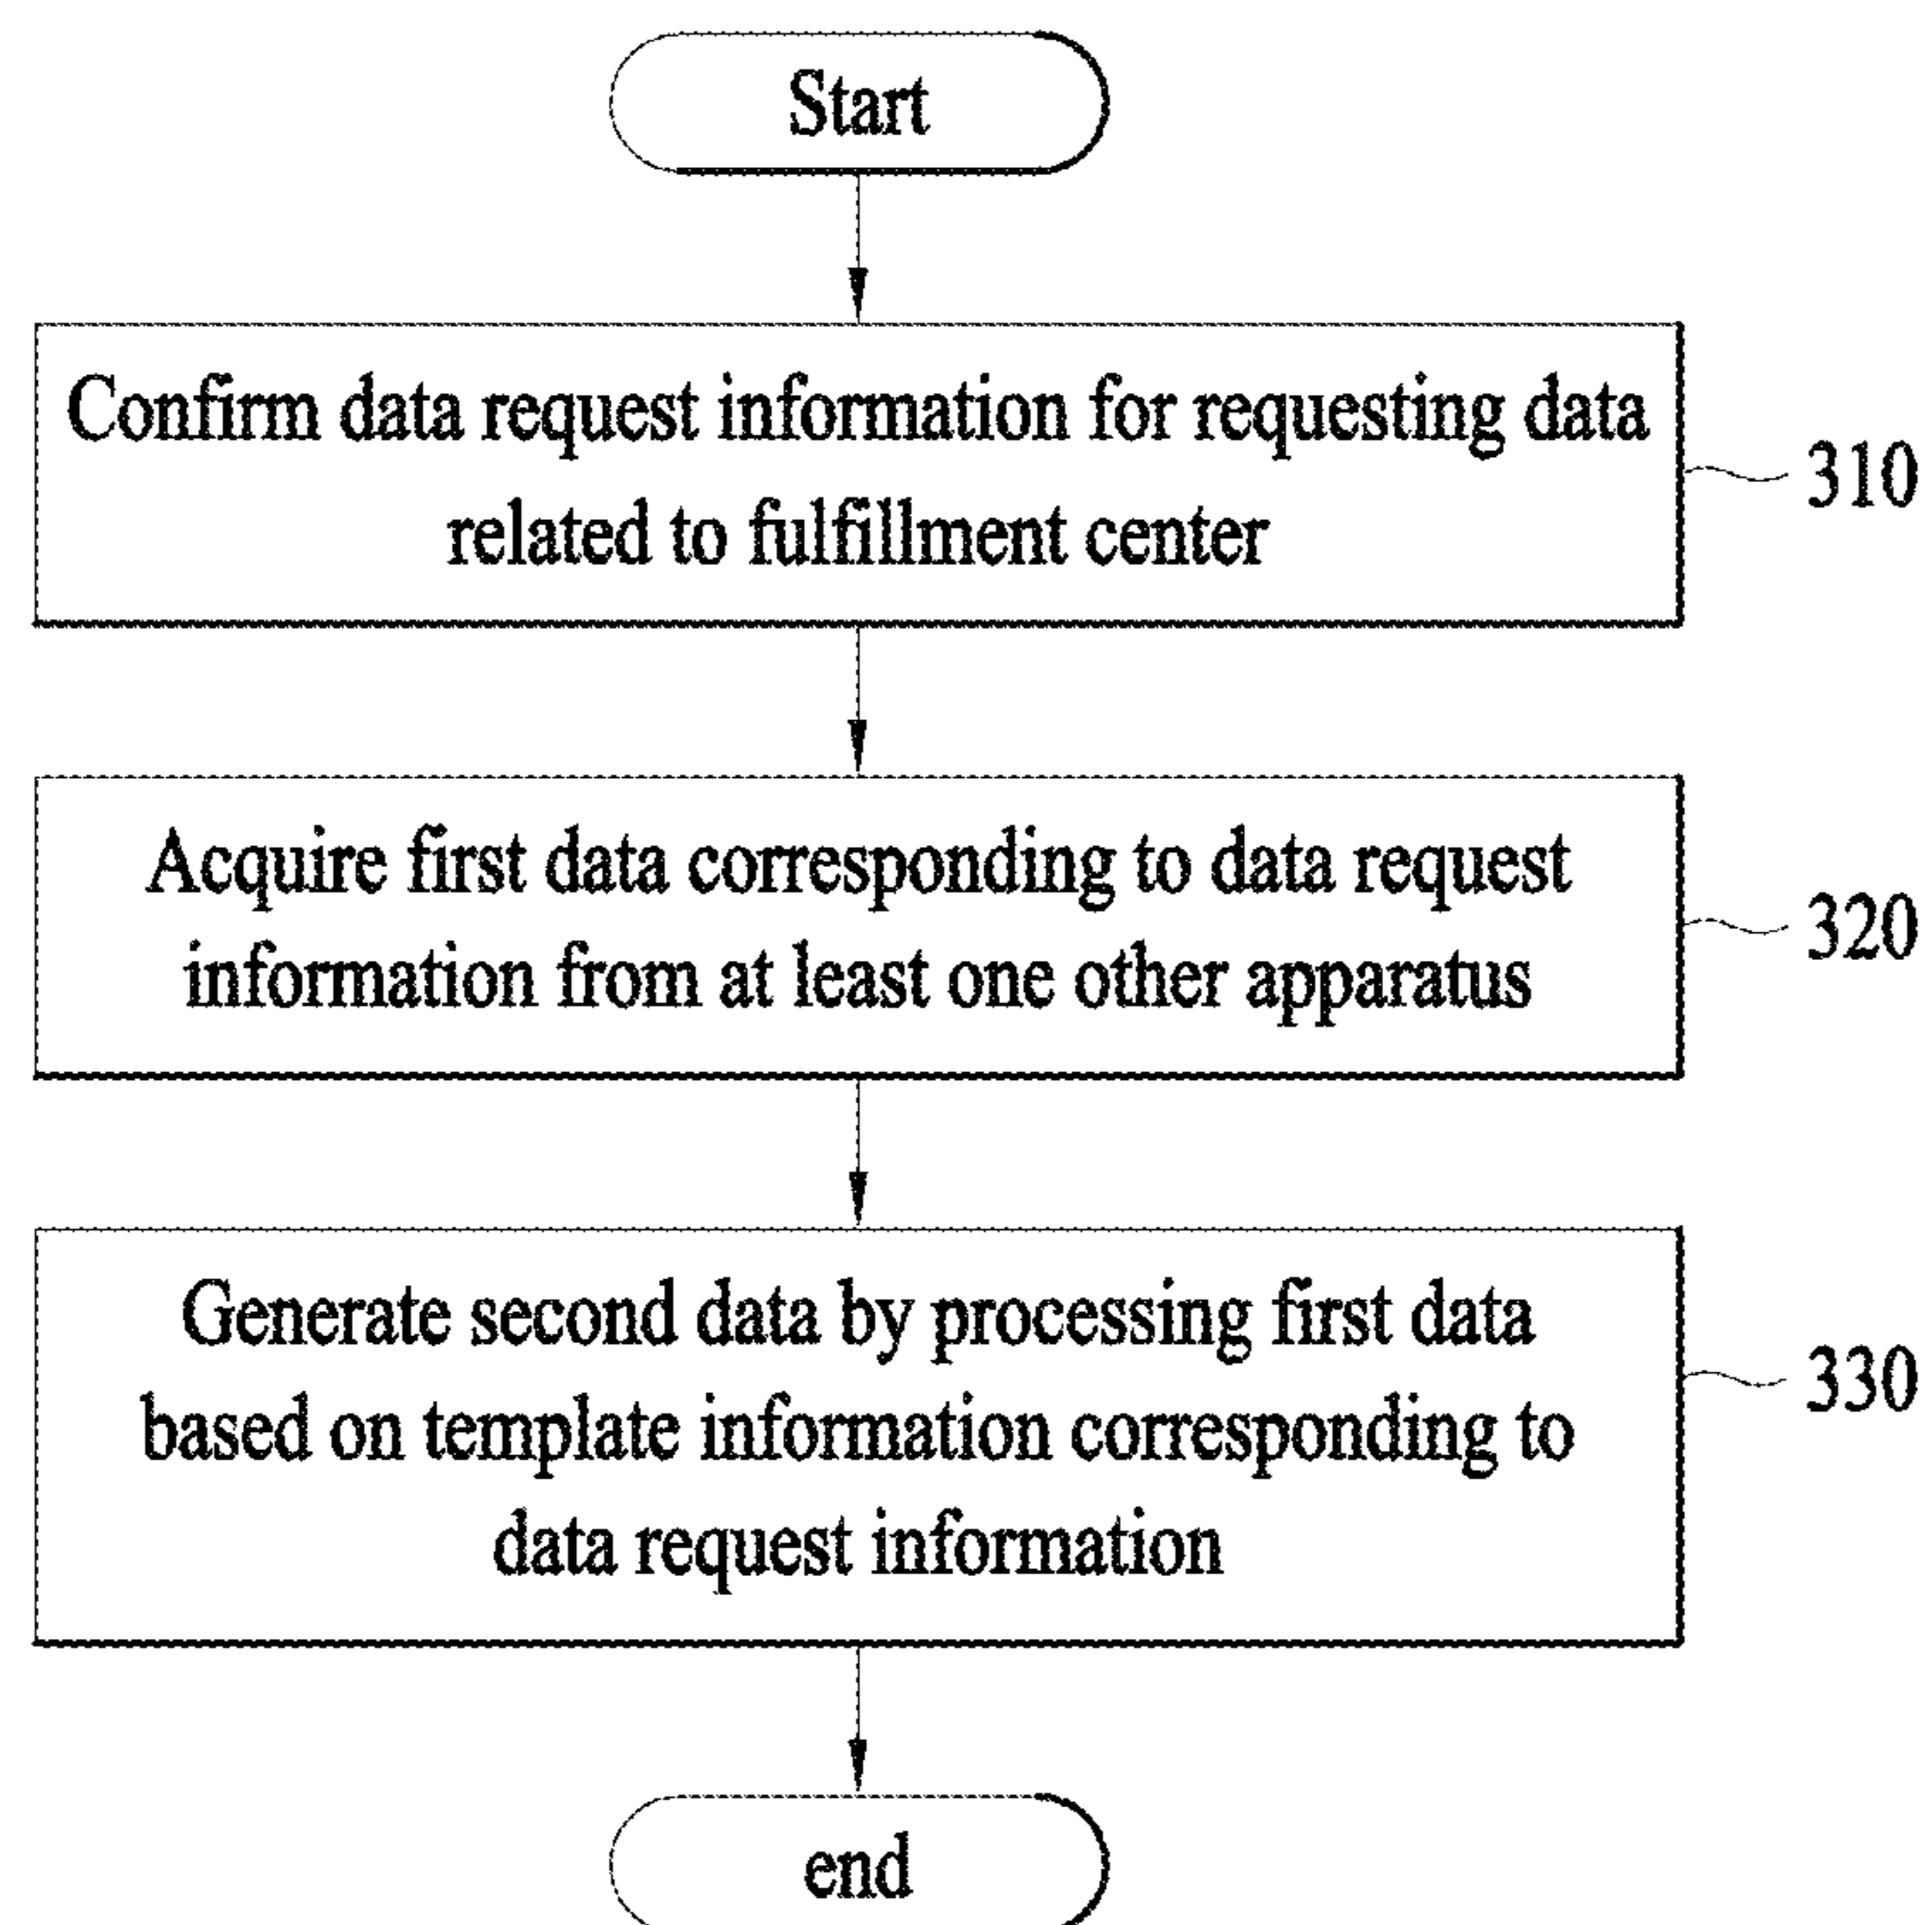 Start
Confirm data request information for requesting data
related to fulfillment center
310
Acquire first data corresponding to data request
information from at least one other apparatus
320
Generate second data by processing first data
based on template information corresponding to
data request information
330
end